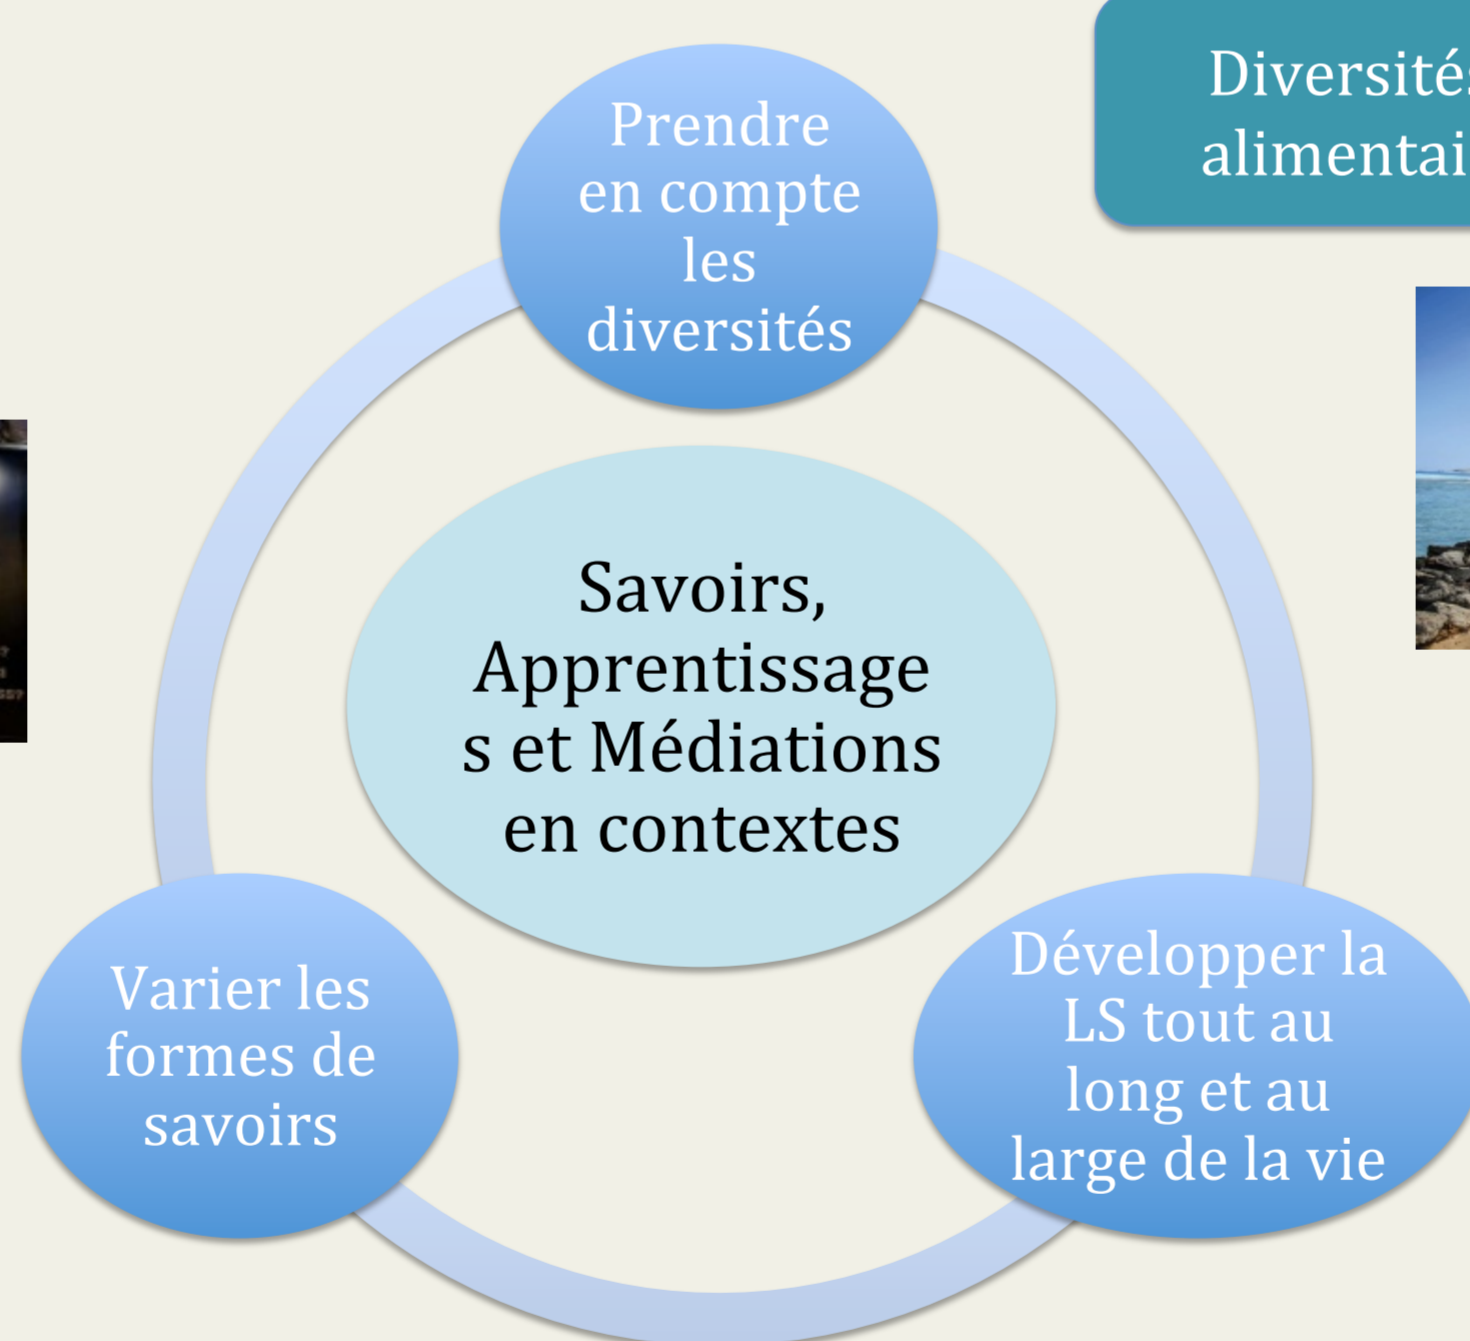 Prendre
en compte
les
diversités
Diversités
alimentai
Savoirs,
Apprentissage
s et Médiations
en contextes
Varier les
formes de
savoirs
Développer la
LS tout au
long et au
large de la vie